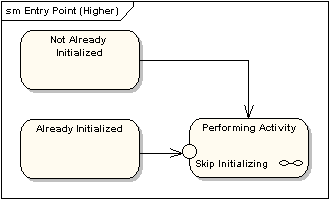 sm Entry Point (Higher)
Not Already
Initialized
Already Initialized
Performing Activity
Skip Initializing